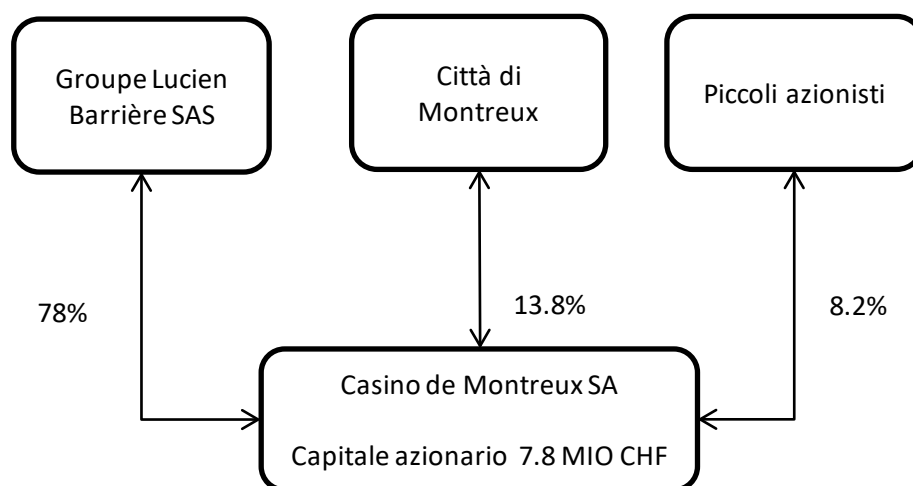 Groupe Lucien
Barrière SAS
Città di
Montreux
Piccoli azionisti
78%
13.8%
8.2%
Casino de Montreux SA
Capitale azionario 7.8 MIO CHF